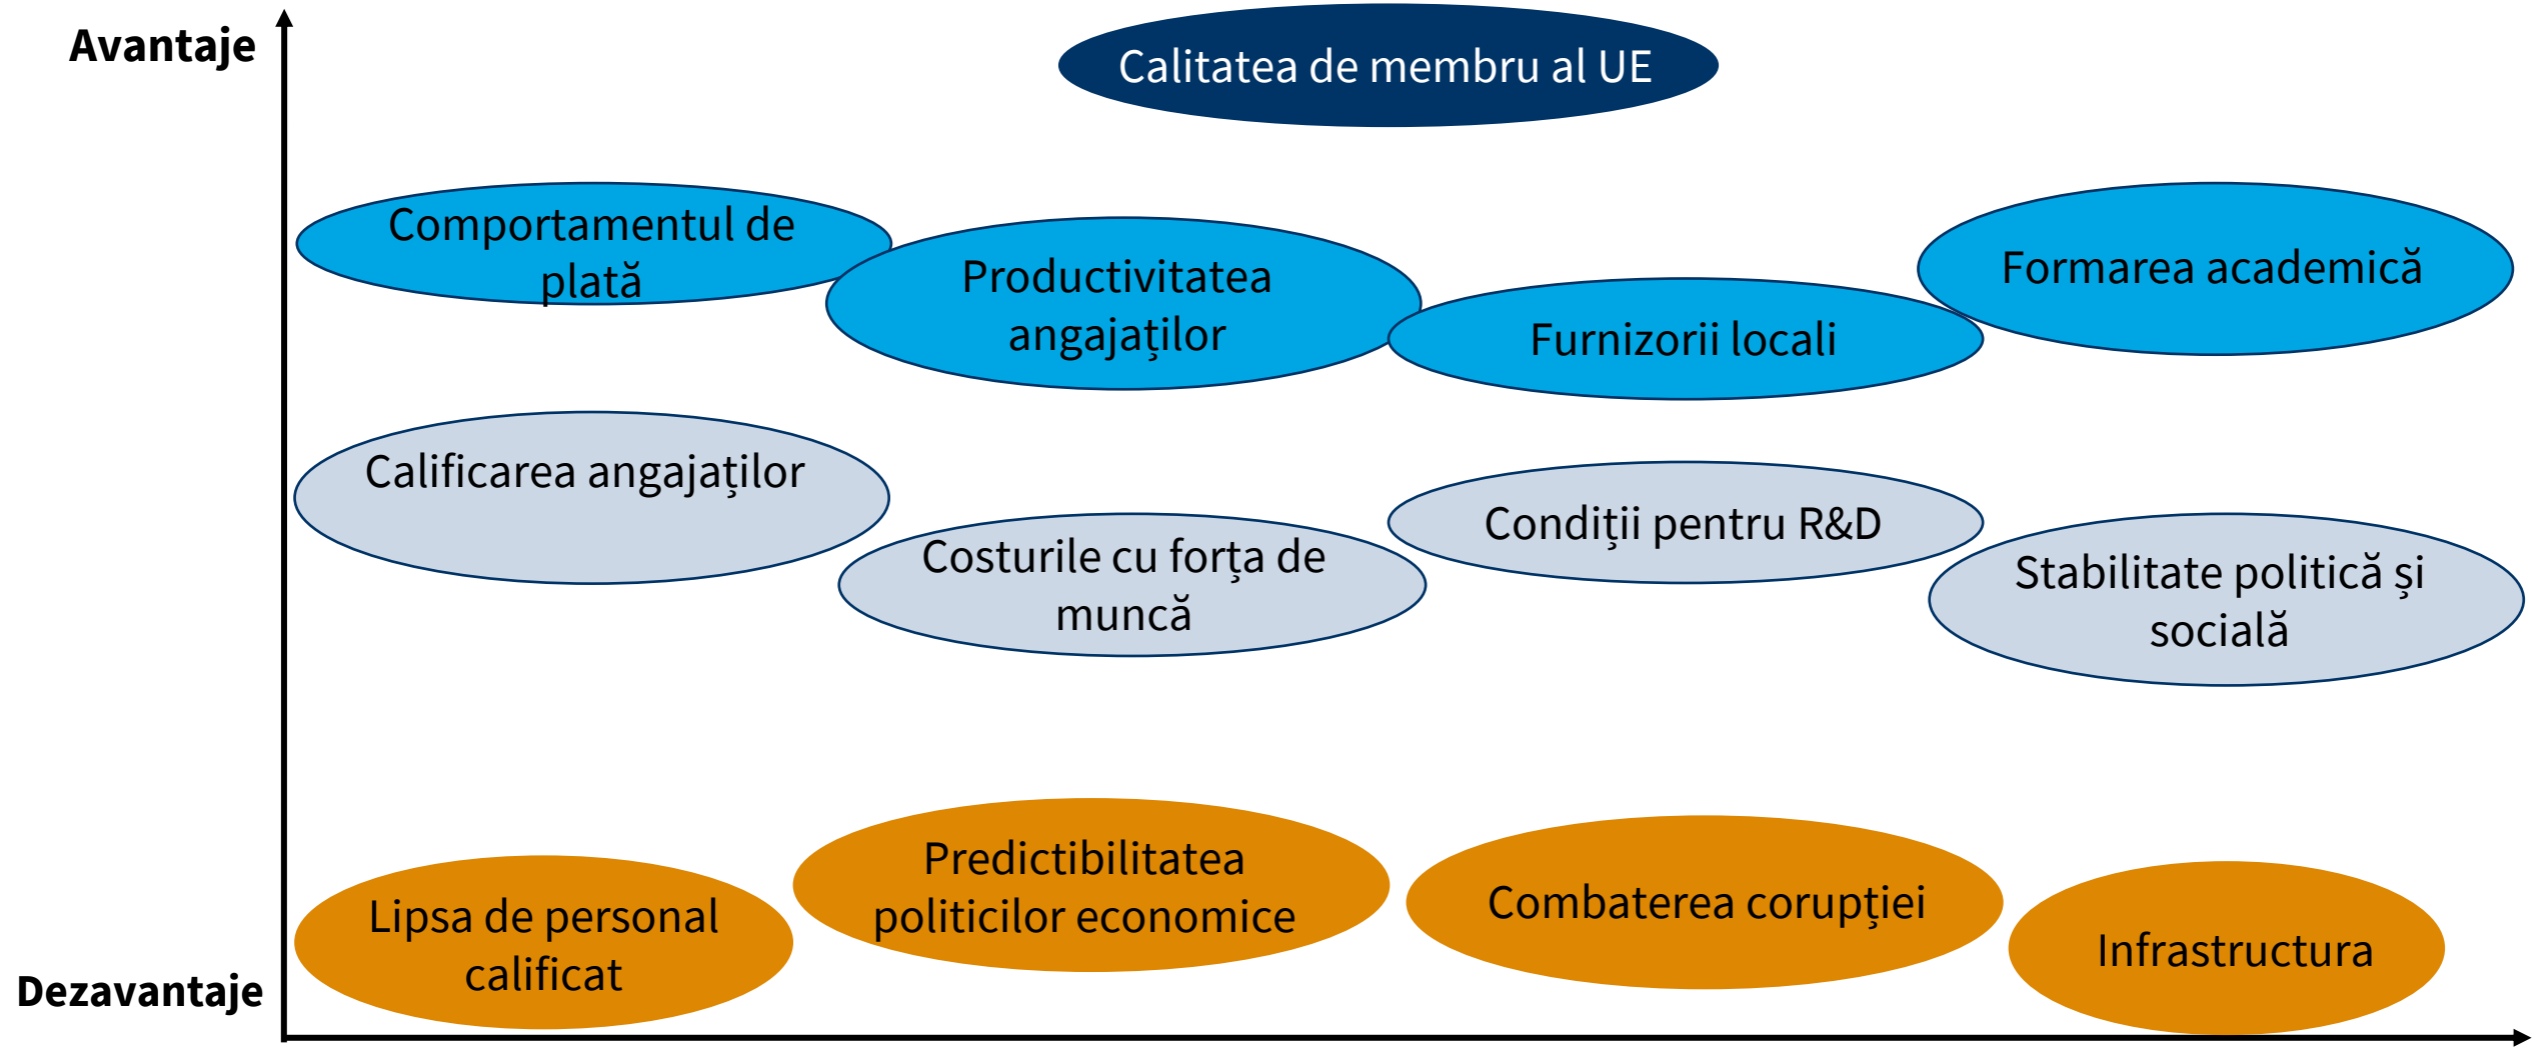 Avantaje
Calitatea de membru al UE
Comportamentul de
plată
Productivitatea
angajaților
Furnizorii locali
Formarea academică
Calificarea angajaților
Costurile cu forța de
muncă
Condiții pentru R&D
Stabilitate politică și
socială
Lipsa de personal
calificat
Predictibilitatea
politicilor economice
Combaterea corupției
Infrastructura
Dezavantaje